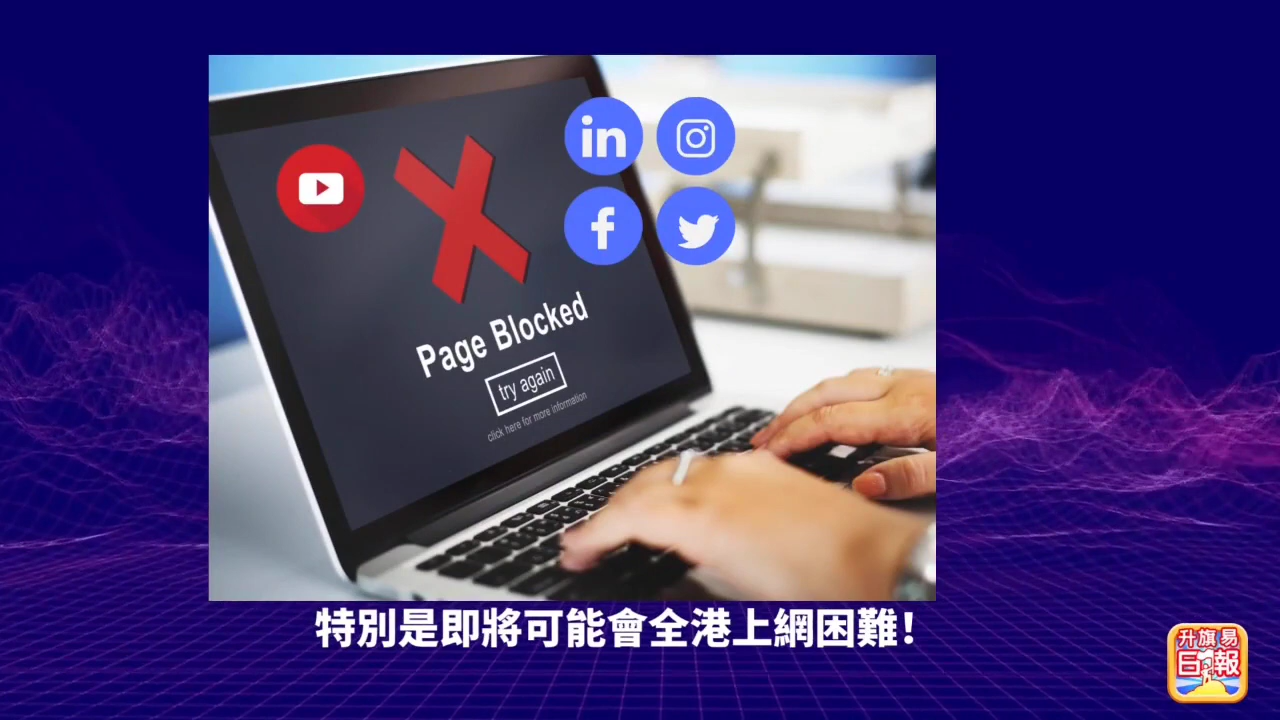 in
f
Page Blocked
try again
click here for more information
特別是即將可能會全港上網困難!
升旗易
日報